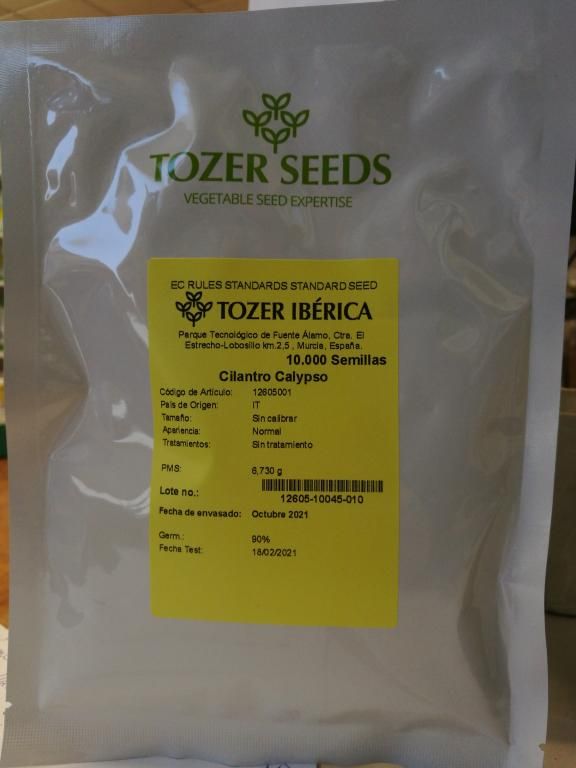 TOZER SEEDS
VEGETABLE SEED EXPERTISE
EC RULES STANDARDS STANDARD SEED
TOZER IBÉRICA
Parque Tecnológico de Fuente Álamo, Ctra. El
Estrecho-Lobosillo km.2,5 , Murcia, España.
10.000 Semillas
Cilantro Calypso
Código de Artículo: 12605001
País de Origen: IT
Tamaño: Sin calibrar
Apariencia: Normal
Tratamientos: Sin tratamiento
PMS: 6,730 g
Lote no.:
12605-10045-010
Fecha de envasado: Octubre 2021
Germ.: 90%
Fecha Test: 18/02/2021